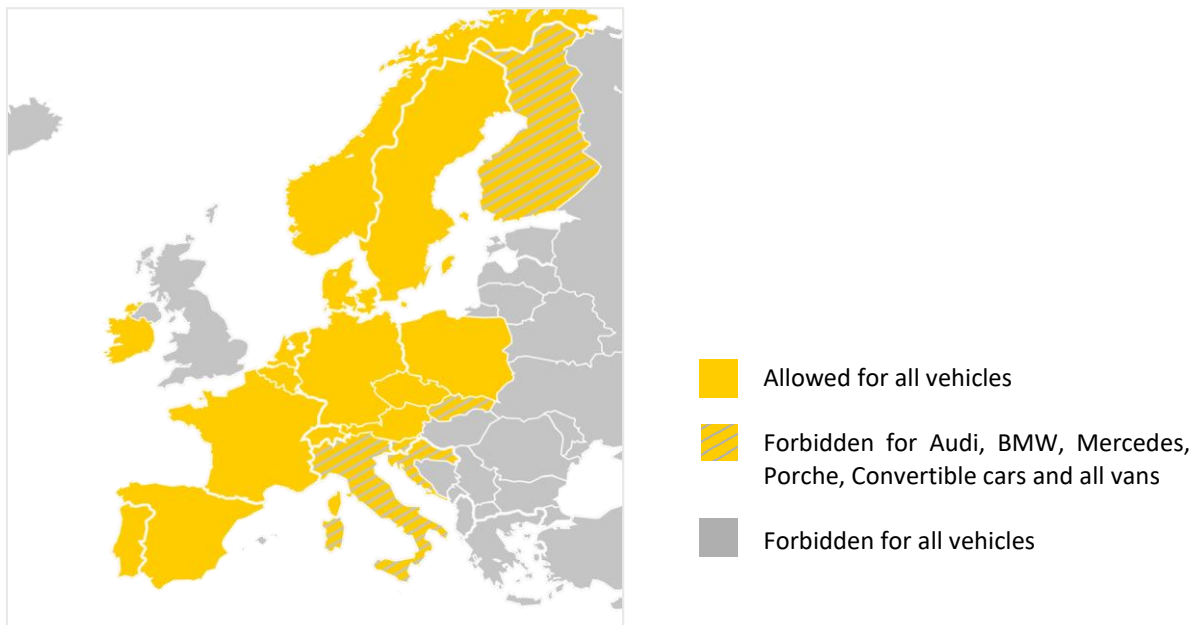 Allowed for all vehicles
Forbidden for Audi, BMW, Mercedes,
Porche, Convertible cars and all vans
Forbidden for all vehicles